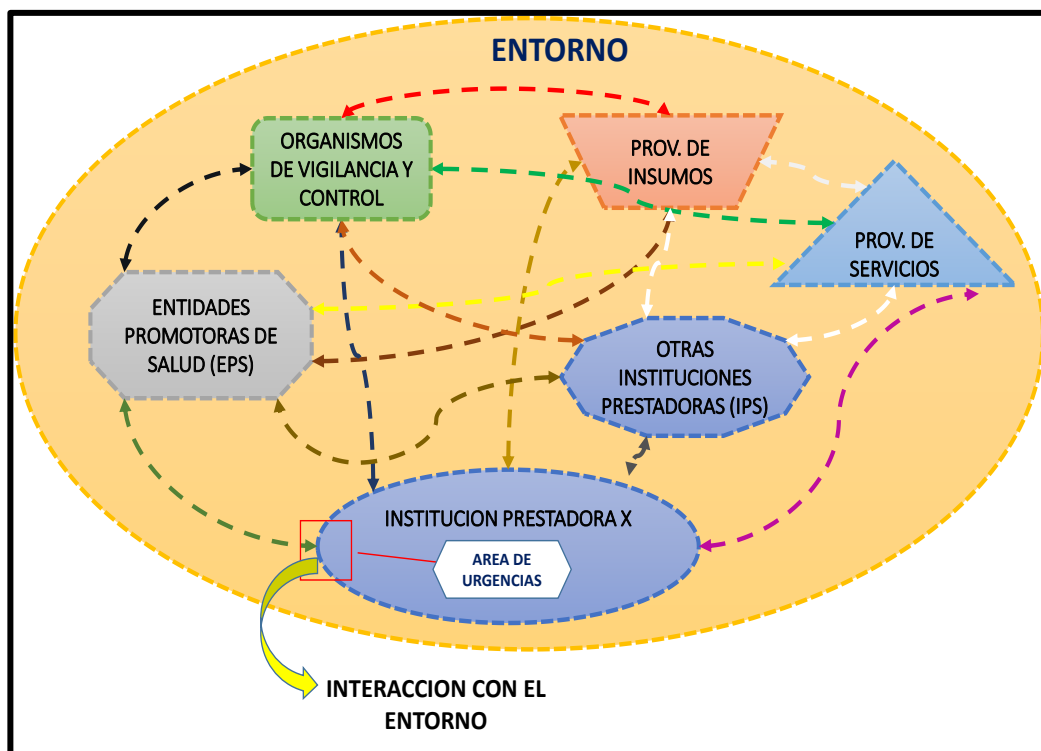 ENTORNO
ORGANISMOS
DE VIGILANCIA Y
CONTROL
PROV. DE
INSUMOS
PROV. DE
SERVICIOS
ENTIDADES
PROMOTORAS DE
SALUD (EPS)
OTRAS
INSTITUCIONES
PRESTADORAS (IPS)
INSTITUCION PRESTADORA X
AREA DE
URGENCIAS
INTERACCION CON EL
ENTORNO